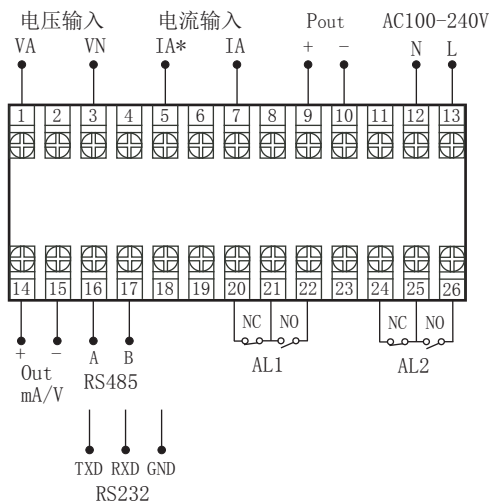 电压输入 电流输入 Pout AC100-240V
VA VN IA* IA + − N L
1 2 3 4 5 6 7 8 9 10 11 12 13
14 15 16 17 18 19 20 21 22 23 24 25 26
+ − A B NC NO NC NO
Out RS485 AL1 AL2
mA/V
TXD RXD GND
RS232